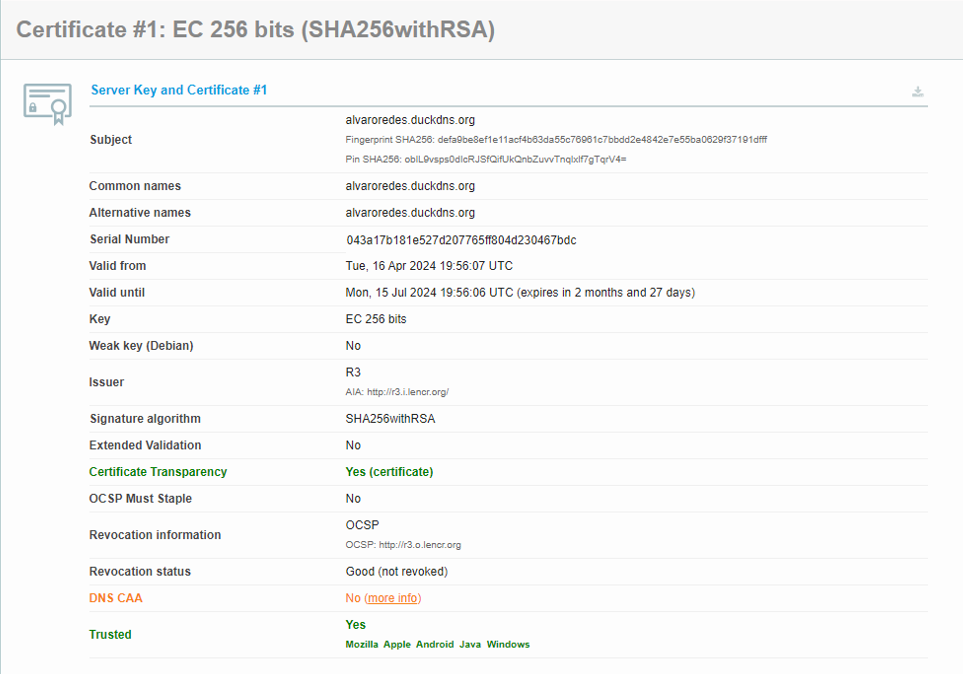 Certificate #1: EC 256 bits (SHA256withRSA)
Server Key and Certificate #1
Subject
alvaroredes.duckdns.org
Fingerprint SHA256: defa9be8ef1e11acf4b63da55c76961c7bbdd2e4842e7e55ba0629f37191dfff
Pin SHA256: oblL9vsps0dlcRJSfQifUkQnbZuvvTnqlxlf7gTqrV4=
Common names alvaroredes.duckdns.org
Alternative names alvaroredes.duckdns.org
Serial Number 043a17b181e527d207765ff804d230467bdc
Valid from Tue, 16 Apr 2024 19:56:07 UTC
Valid until Mon, 15 Jul 2024 19:56:06 UTC (expires in 2 months and 27 days)
Key EC 256 bits
Weak key (Debian) No
Issuer
R3
AIA: http://r3.i.lencr.org/
Signature algorithm SHA256withRSA
Extended Validation No
Certificate Transparency Yes (certificate)
OCSP Must Staple No
Revocation information
OCSP
OCSP: http://r3.o.lencr.org
Revocation status Good (not revoked)
DNS CAA No (more info)
Trusted
Yes
Mozilla Apple Android Java Windows